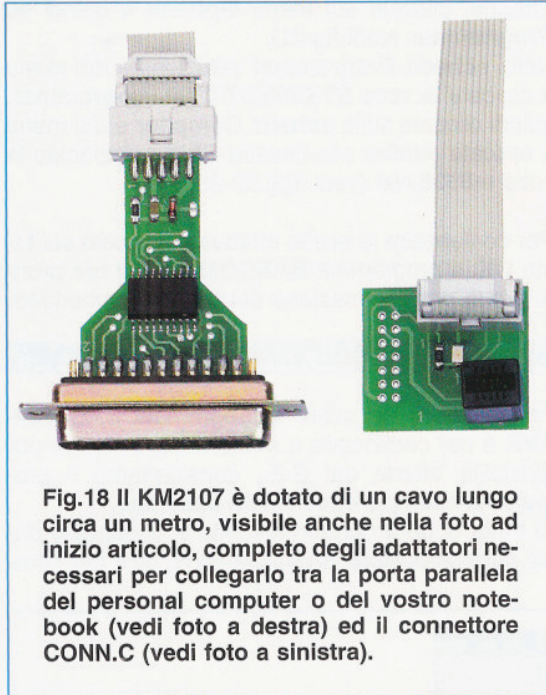 Fig.18 Il KM2107 è dotato di un cavo lungo
circa un metro, visibile anche nella foto ad
inizio articolo, completo degli adattatori ne-
cessari per collegarlo tra la porta parallela
del personal computer o del vostro note-
book (vedi foto a destra) ed il connettore
CONN.C (vedi foto a sinistra).